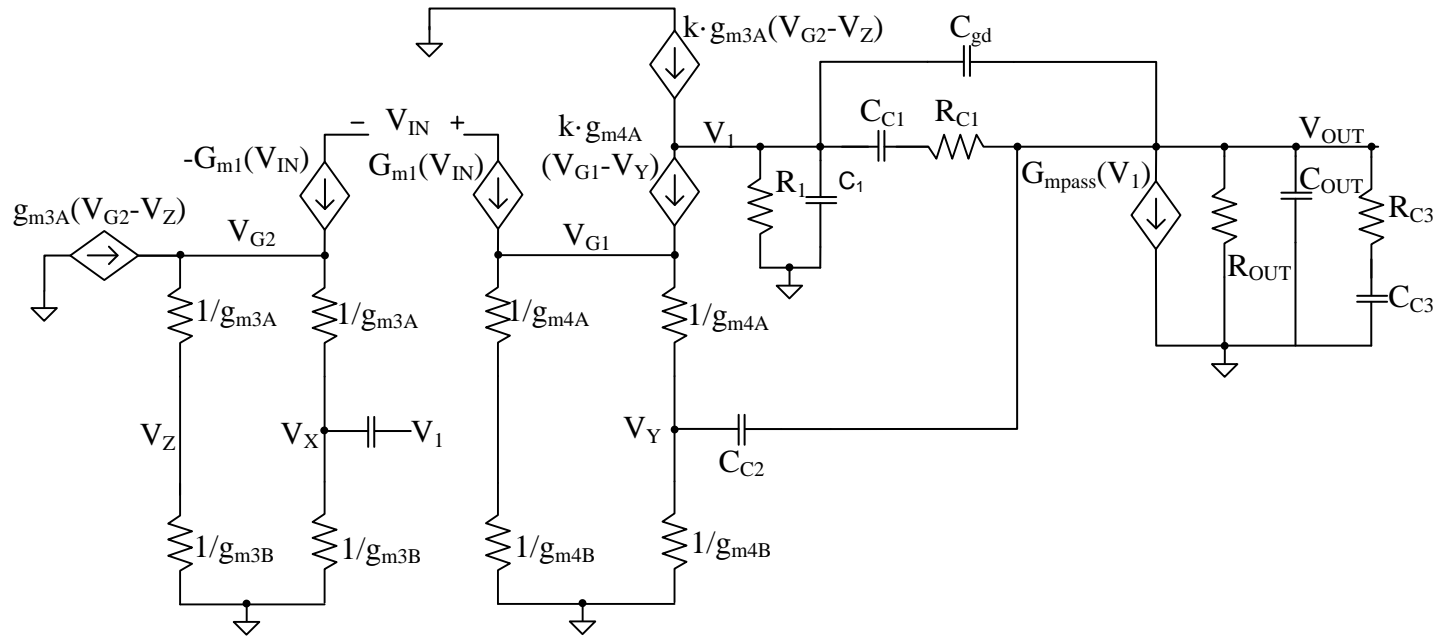 k·g_m3A(V_G2-V_Z)
C_gd
− V_IN +
k·g_m4A
(V_G1-V_Y)
V_1
C_C1
R_C1
V_OUT
-G_m1(V_IN)
G_m1(V_IN)
R_1
C_1
G_mpass(V_1)
C_OUT
R_C3
g_m3A(V_G2-V_Z)
V_G2
V_G1
R_OUT
C_C3
1/g_m3A
1/g_m3A
1/g_m4A
1/g_m4A
V_Z
V_X
V_1
V_Y
C_C2
1/g_m3B
1/g_m3B
1/g_m4B
1/g_m4B